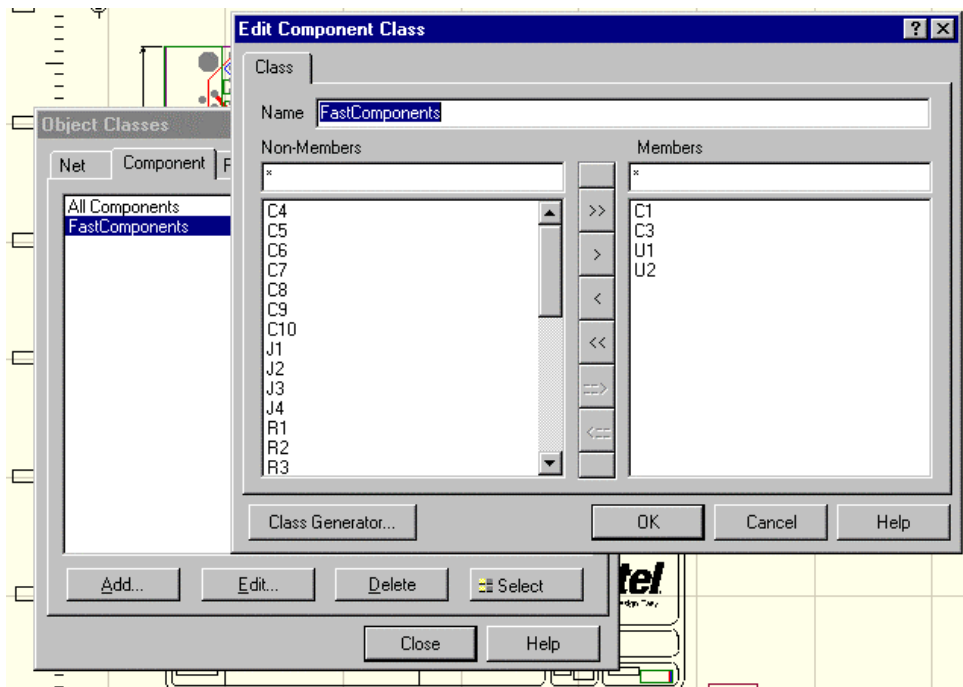 Edit Component Class
Class
Name FastComponents
Non-Members
Members
*
*
C4
C5
C6
C7
C8
C9
C10
J1
J2
J3
J4
R1
R2
R3
>>
>
<
<<
==>
<==
C1
C3
U1
U2
Class Generator...
OK
Cancel
Help
Object Classes
Net
Component
F
All Components
FastComponents
Add...
Edit...
Delete
Select
Close
Help
tel